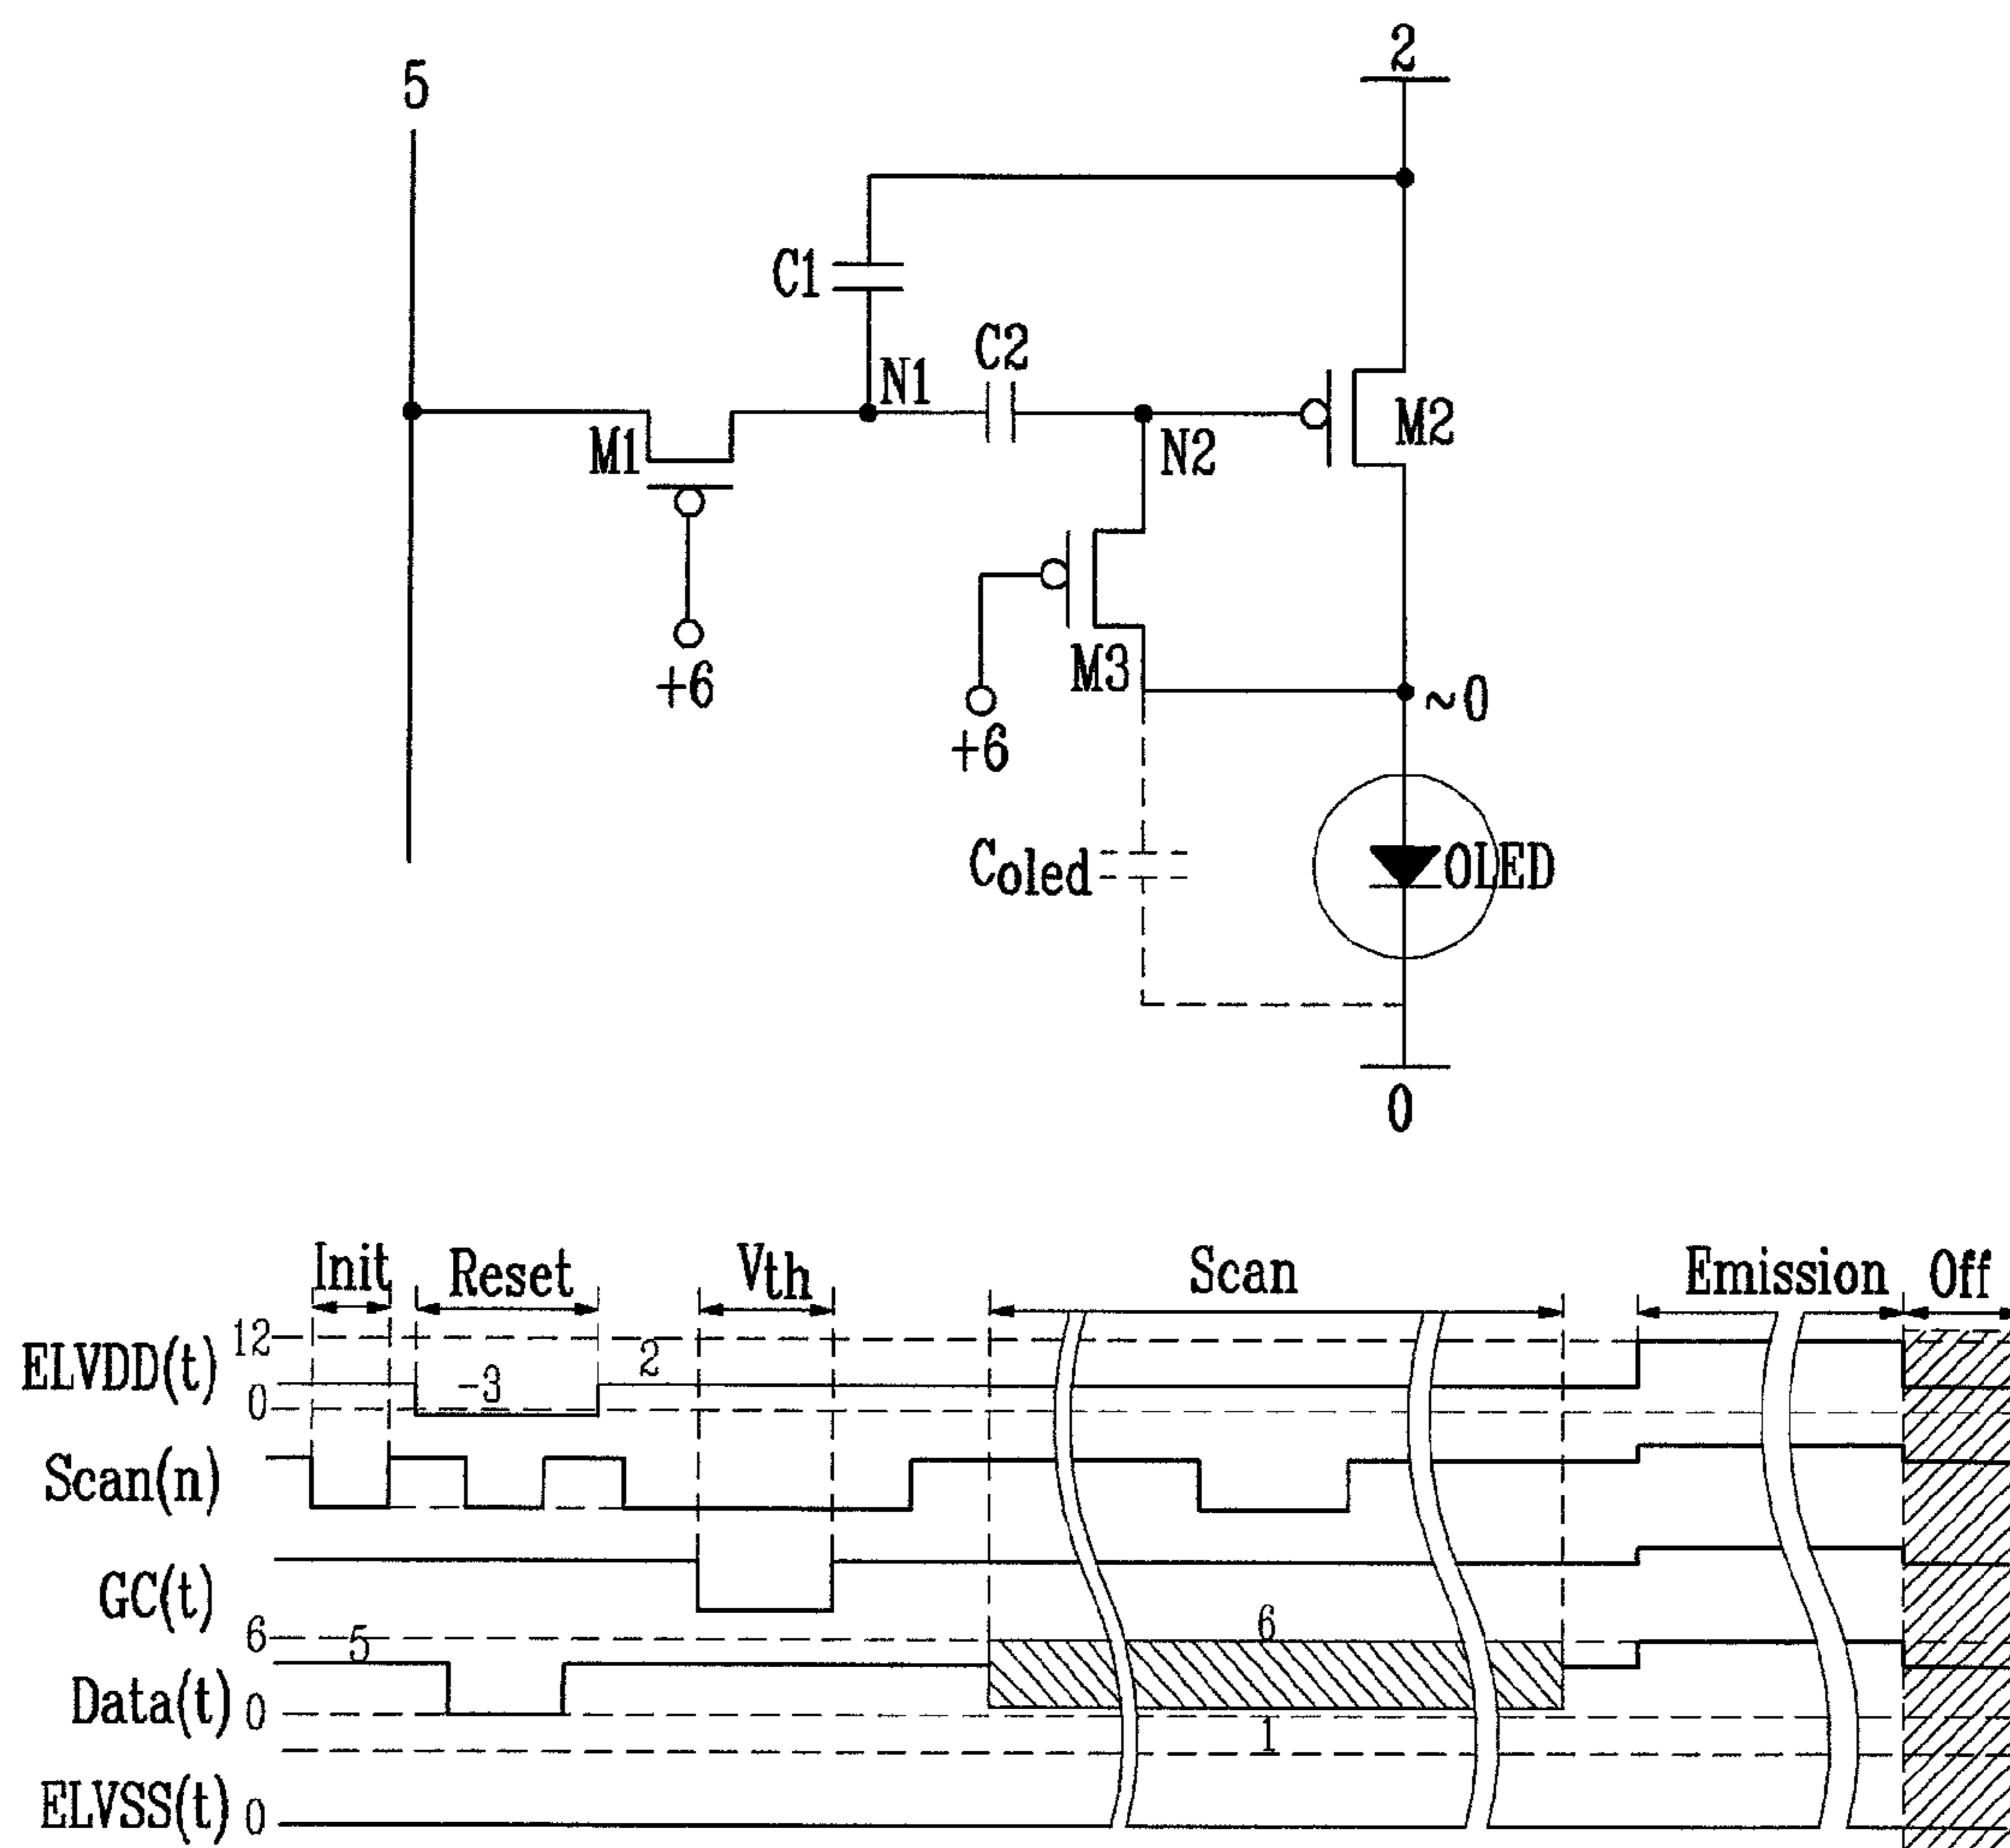 2
5
C1
C2
N1
M2
M1
N2
+6
M3
~0
+6
Coled
OLED
0
Init Reset Vth Scan Emission Off
ELVDD(t) 12 0 -3 2
Scan(n)
GC(t)
Data(t) 6 0 5 6 1
ELVSS(t) 0